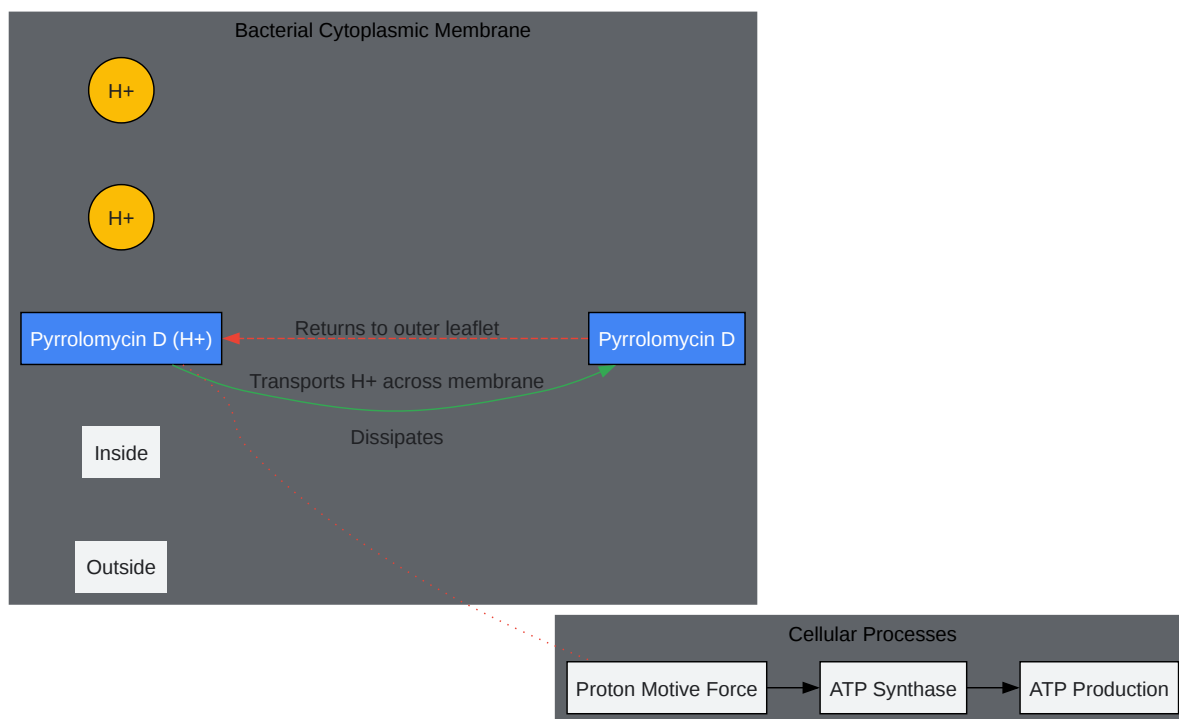 Bacterial Cytoplasmic Membrane
H+
H+
Returns to outer leaflet
Pyrrolomycin D (H+)
Pyrrolomycin D
Transports H+ across membrane
Dissipates
Inside
Outside
Cellular Processes
Proton Motive Force
ATP Synthase
ATP Production